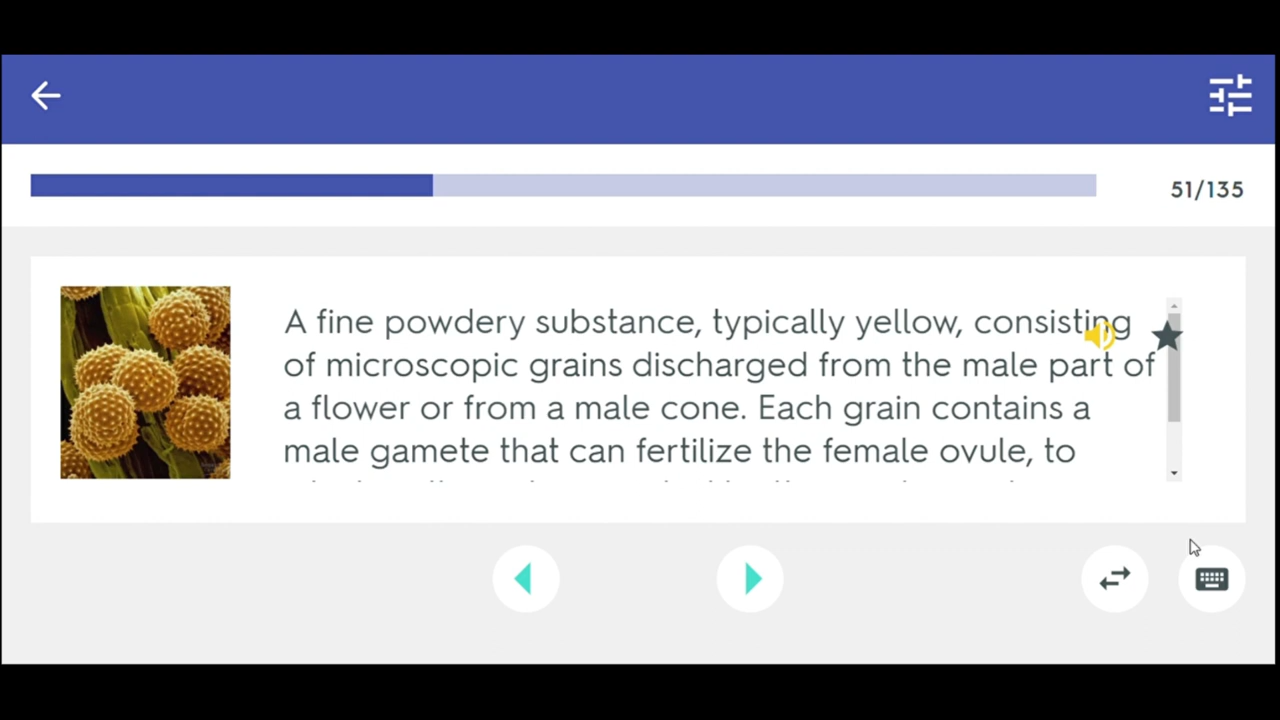 51/135
A fine powdery substance, typically yellow, consisting
of microscopic grains discharged from the male part of
a flower or from a male cone. Each grain contains a
male gamete that can fertilize the female ovule, to